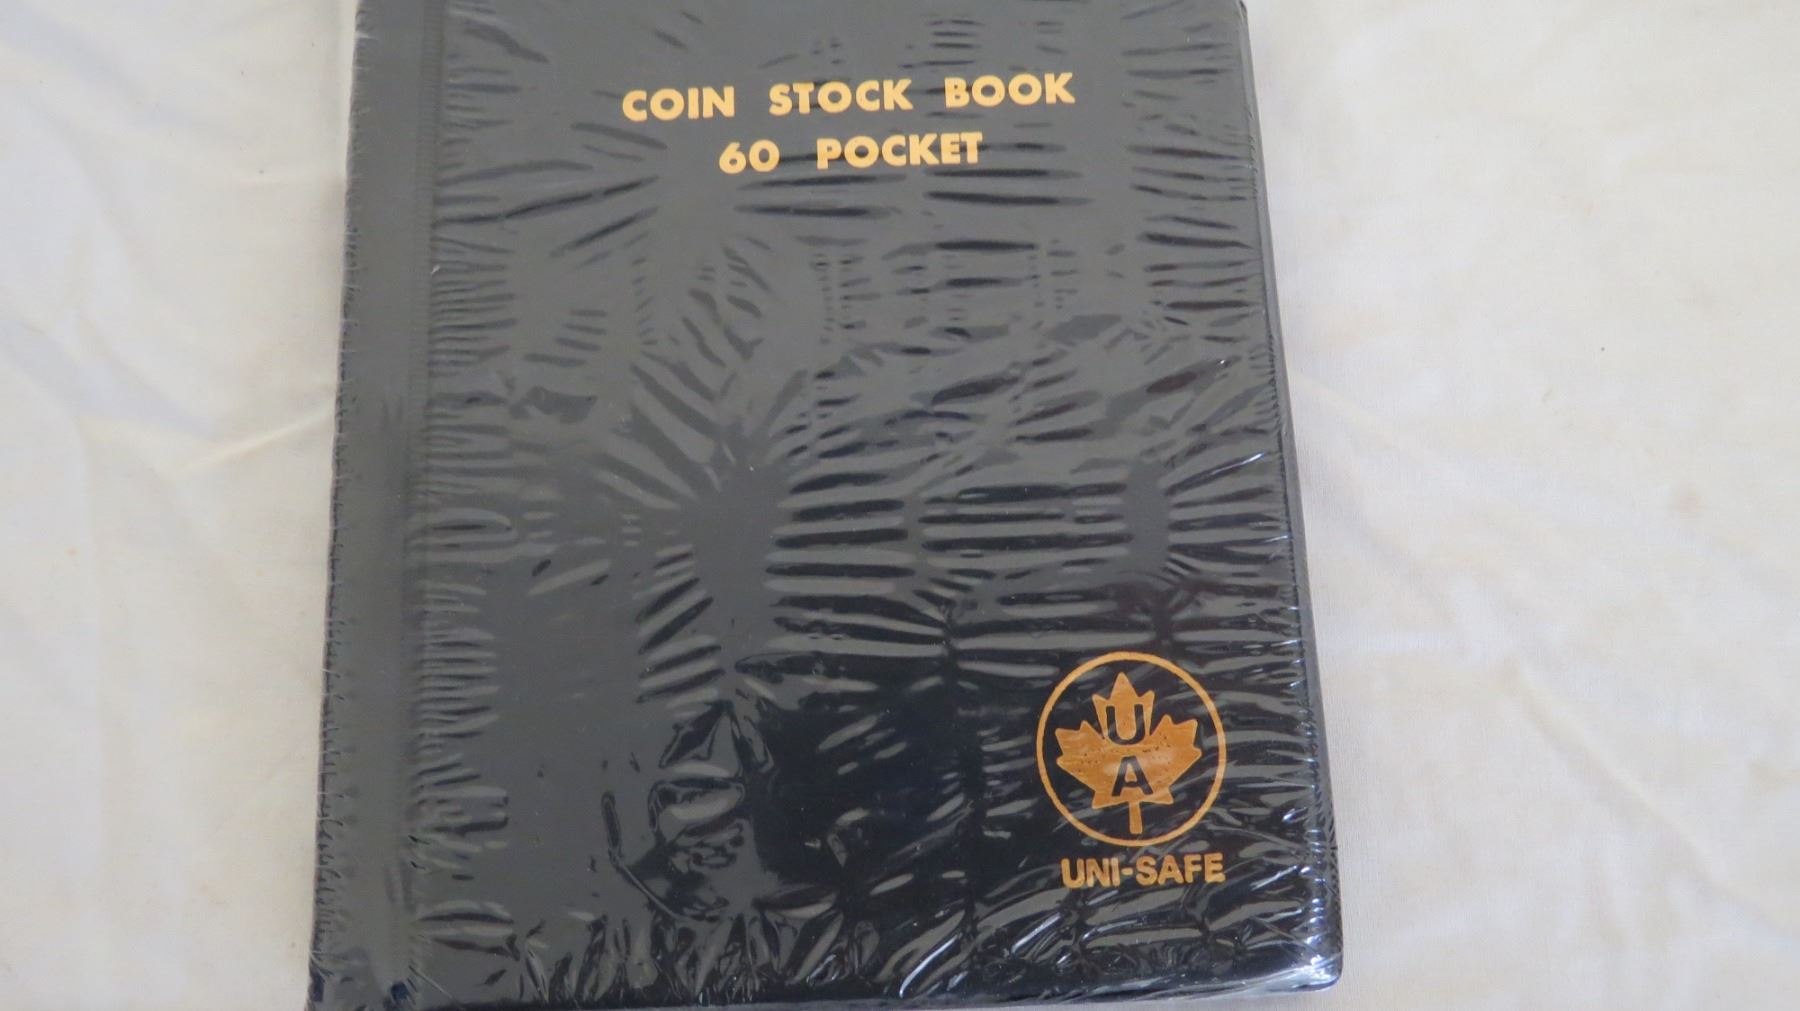 COIN STOCK BOOK
60 POCKET
U
A
UNI-SAFE